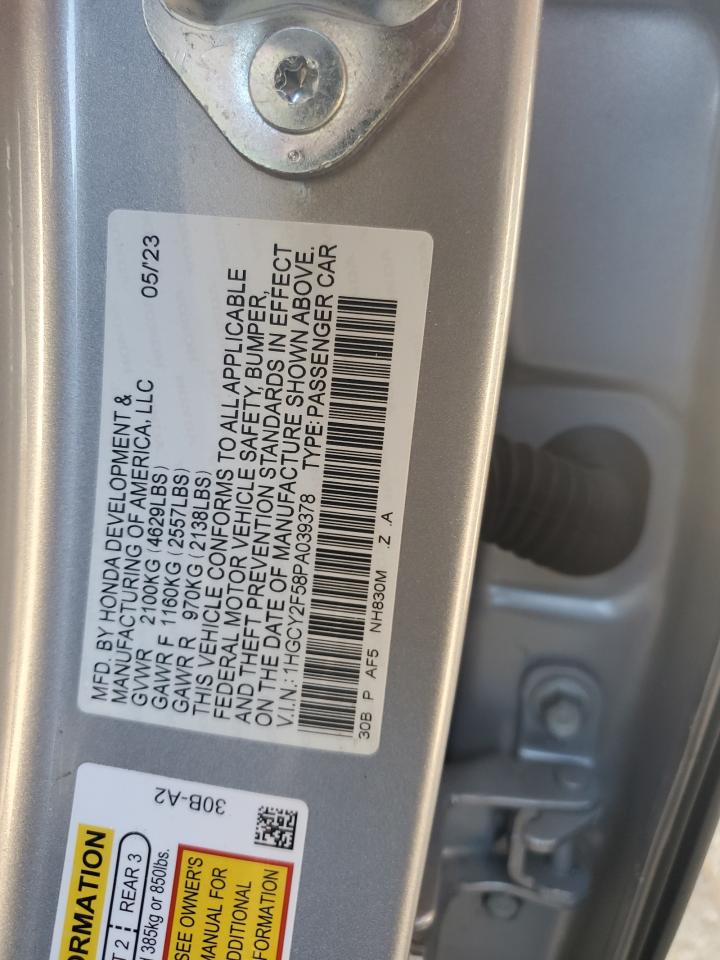 05/'23
MFD. BY HONDA DEVELOPMENT &
MANUFACTURING OF AMERICA, LLC
GVWR 2100KG (4629LBS)
GAWR F 1160KG (2557LBS)
GAWR R 970KG (2138LBS)
THIS VEHICLE CONFORMS TO ALL APPLICABLE
FEDERAL MOTOR VEHICLE SAFETY, BUMPER,
AND THEFT PREVENTION STANDARDS IN EFFECT
ON THE DATE OF MANUFACTURE SHOWN ABOVE.
V.I.N.: 1HGCY2F58PA039378 TYPE: PASSENGER CAR
30B P AF5 NH830M .Z .A
30B-A2
ORMATION
T 2 REAR 3
385kg or 850lbs.
SEE OWNER'S
MANUAL FOR
DDITIONAL
FORMATION